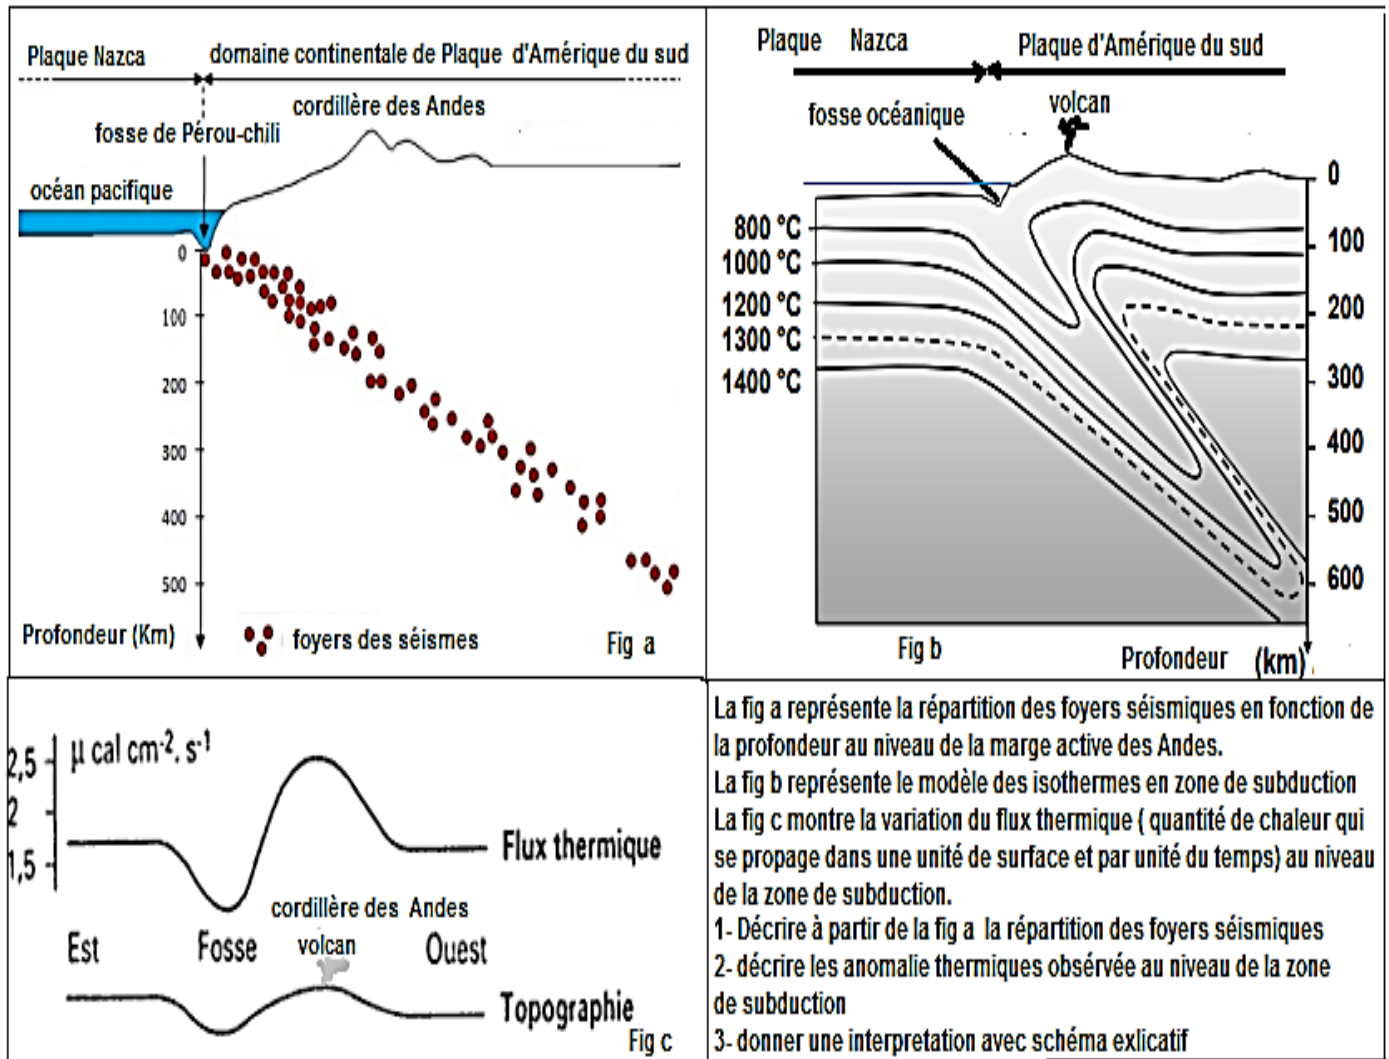 Plaque Nazca
domaine continentale de Plaque d'Amérique du sud
cordillère des Andes
fosse de Pérou-chili
océan pacifique
0
100
200
300
400
500
Profondeur (Km)
foyers des séismes
Fig a
Plaque Nazca
Plaque d'Amérique du sud
volcan
fosse océanique
800 °C
1000 °C
1200 °C
1300 °C
1400 °C
0
100
200
300
400
500
600
Fig b
Profondeur (km)
µ cal cm-2. s-1
2,5
2
1,5
Flux thermique
cordillère des Andes
Est
Fosse
volcan
Ouest
Topographie
Fig c
La fig a représente la répartition des foyers séismiques en fonction de
la profondeur au niveau de la marge active des Andes.
La fig b représente le modèle des isothermes en zone de subduction
La fig c montre la variation du flux thermique ( quantité de chaleur qui
se propage dans une unité de surface et par unité du temps) au niveau
de la zone de subduction.
1- Décrire à partir de la fig a la répartition des foyers séismiques
2- décrire les anomalie thermiques obsérvée au niveau de la zone
de subduction
3- donner une interpretation avec schéma exlicatif